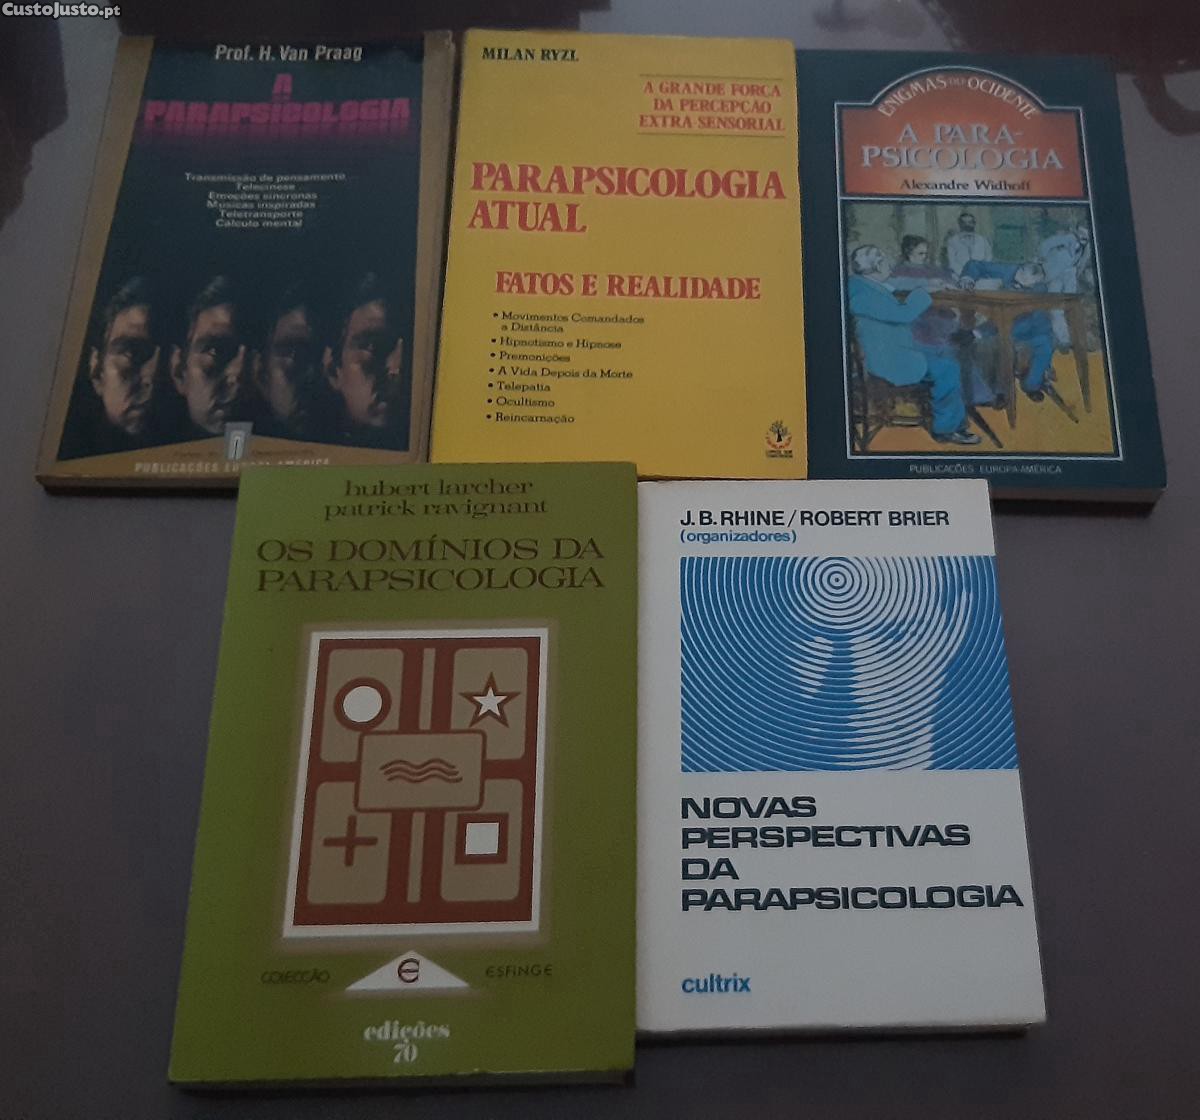 CustoJusto.pt
Prof. H. Van Praag
A
PARAPSICOLOGIA
Transmissão de pensamento
Telecinese
Emoções síncronas
Músicas inspiradas
Teletransporte
Cálculo mental
PUBLICAÇÕES EUROPA-AMÉRICA
MILAN RYZL
A GRANDE FORÇA
DA PERCEPÇÃO
EXTRA-SENSORIAL
PARAPSICOLOGIA
ATUAL
FATOS E REALIDADE
• Movimentos Comandados
a Distância
• Hipnotismo e Hipnose
• Premonições
• A Vida Depois da Morte
• Telepatia
• Ocultismo
• Reincarnação
ENIGMAS DO OCIDENTE
A PARA-
PSICOLOGIA
Alexandre Widhoff
PUBLICAÇÕES EUROPA-AMÉRICA
hubert larcher
patrick ravignant
OS DOMÍNIOS DA
PARAPSICOLOGIA
COLECÇÃO
ESFINGE
edições
70
J.B. RHINE/ROBERT BRIER
(organizadores)
NOVAS
PERSPECTIVAS
DA
PARAPSICOLOGIA
cultrix